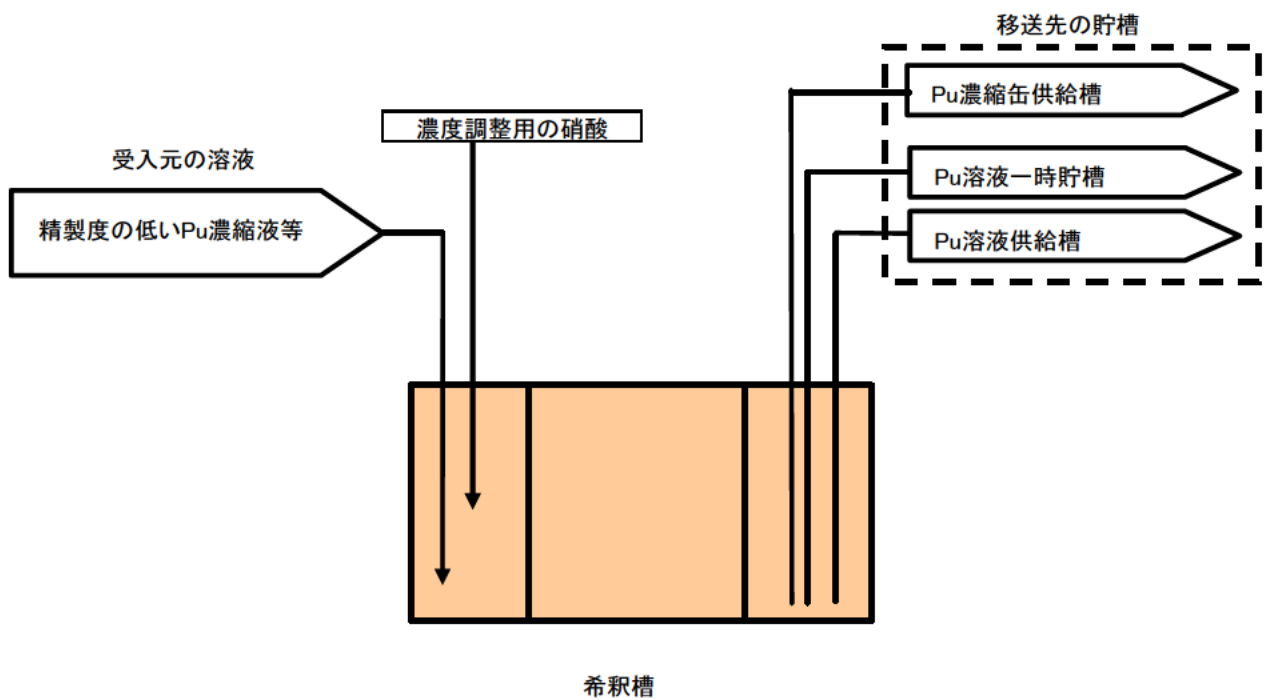 移送先の貯槽
Pu濃縮缶供給槽
濃度調整用の硝酸
受入元の溶液
Pu溶液一時貯槽
精製度の低いPu濃縮液等
Pu溶液供給槽
希釈槽